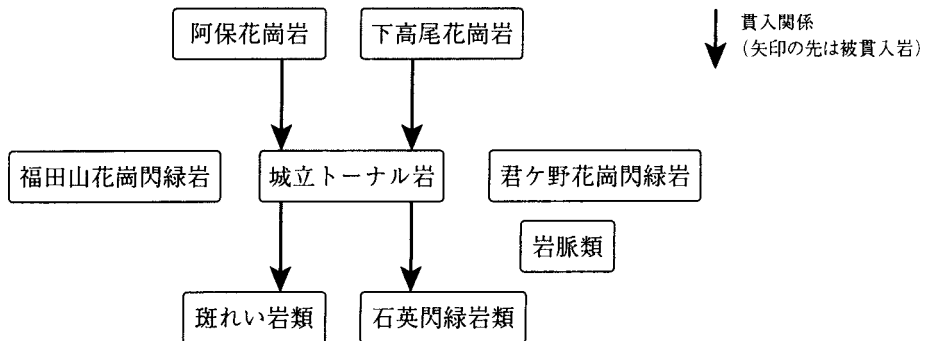 阿保花崗岩
下高尾花崗岩
貫入関係
(矢印の先は被貫入岩)
福田山花崗閃緑岩
城立トーナル岩
君ケ野花崗閃緑岩
岩脈類
斑れい岩類
石英閃緑岩類